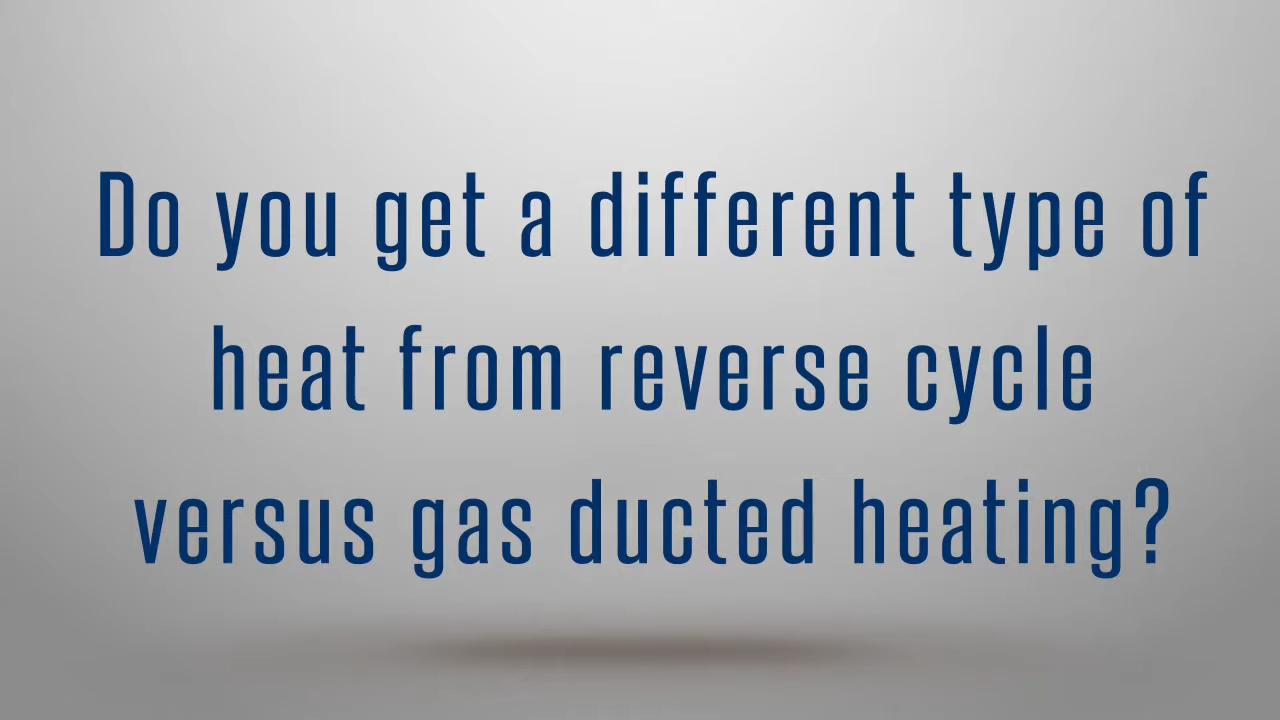 Do you get a different type of
heat from reverse cycle
versus gas ducted heating?